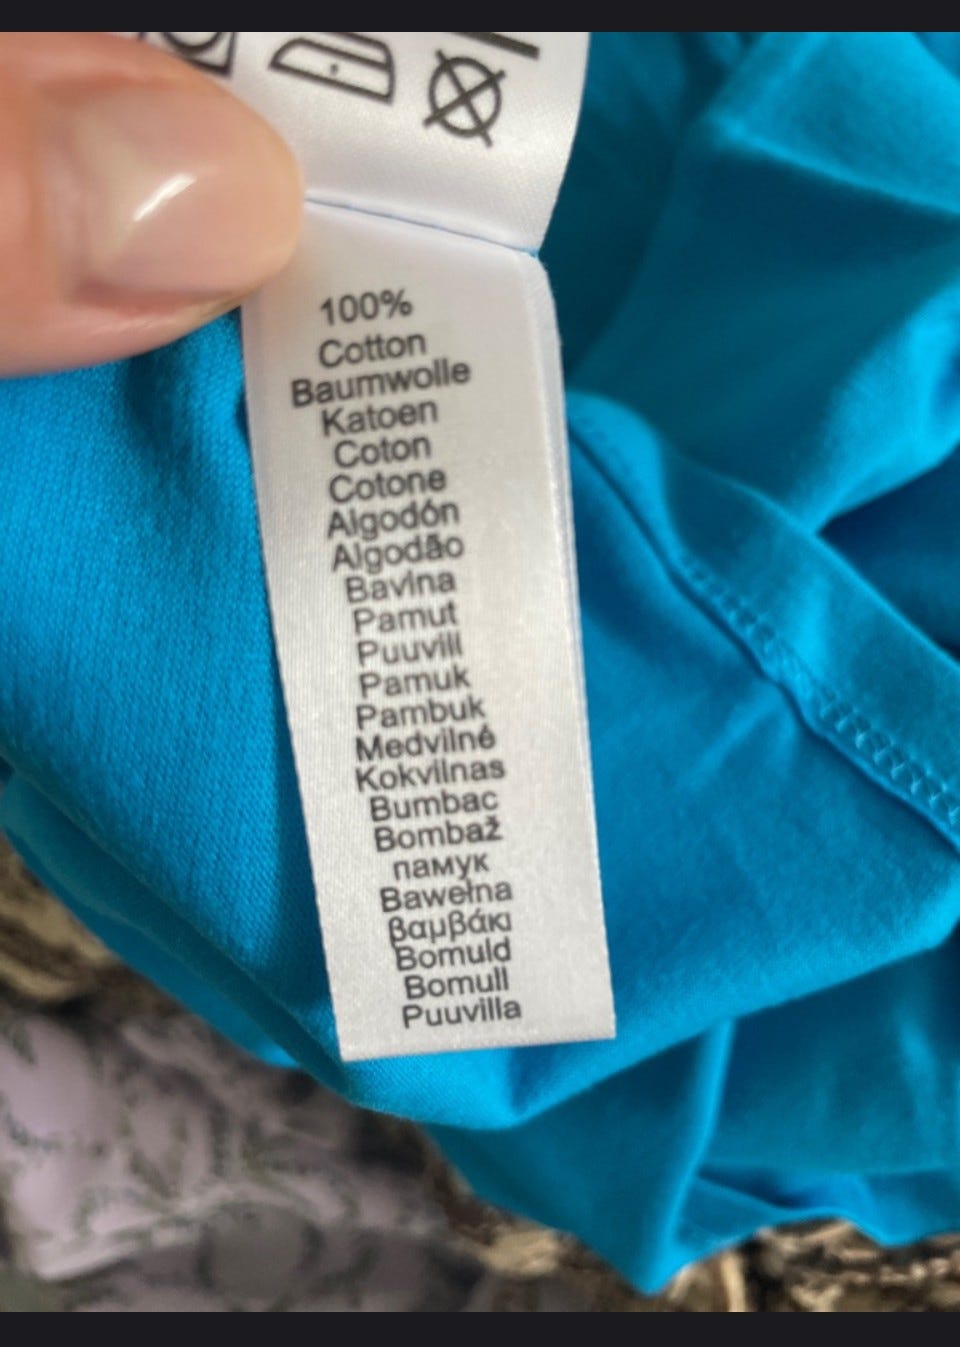 100%
Cotton
Baumwolle
Katoen
Coton
Cotone
Algodón
Algodão
Bavlna
Pamut
Puuvill
Pamuk
Pambuk
Medvilnė
Kokvilnas
Bumbac
Bombaž
памук
Bawełna
βαμβάκι
Bomuld
Bomull
Puuvilla